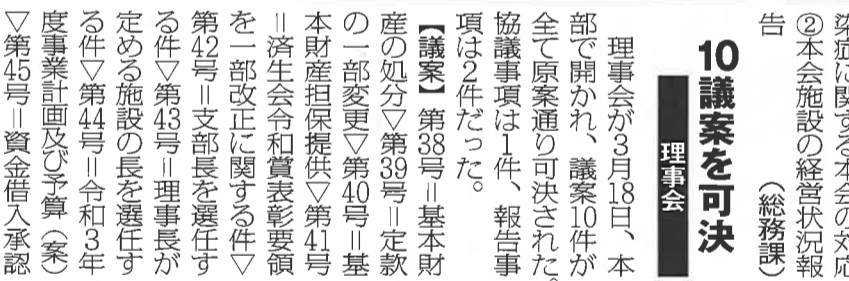 染症に関する本会の対応
②本会施設の経営状況報
告
（総務課）
10議案を可決
理事会
理事会が3月18日、本
部で開かれ、議案10件が
全て原案通り可決された。
協議事項は1件、報告事
項は2件だった。
【議案】第38号＝基本財
産の処分▽第39号＝定款
の一部変更▽第40号＝基
本財産担保提供▽第41号
＝済生会令和賞表彰要領
を一部改正に関する件▽
第42号＝支部長を選任す
る件▽第43号＝理事長が
定める施設の長を選任す
る件▽第44号＝令和3年
度事業計画及び予算（案）
▽第45号＝資金借入承認